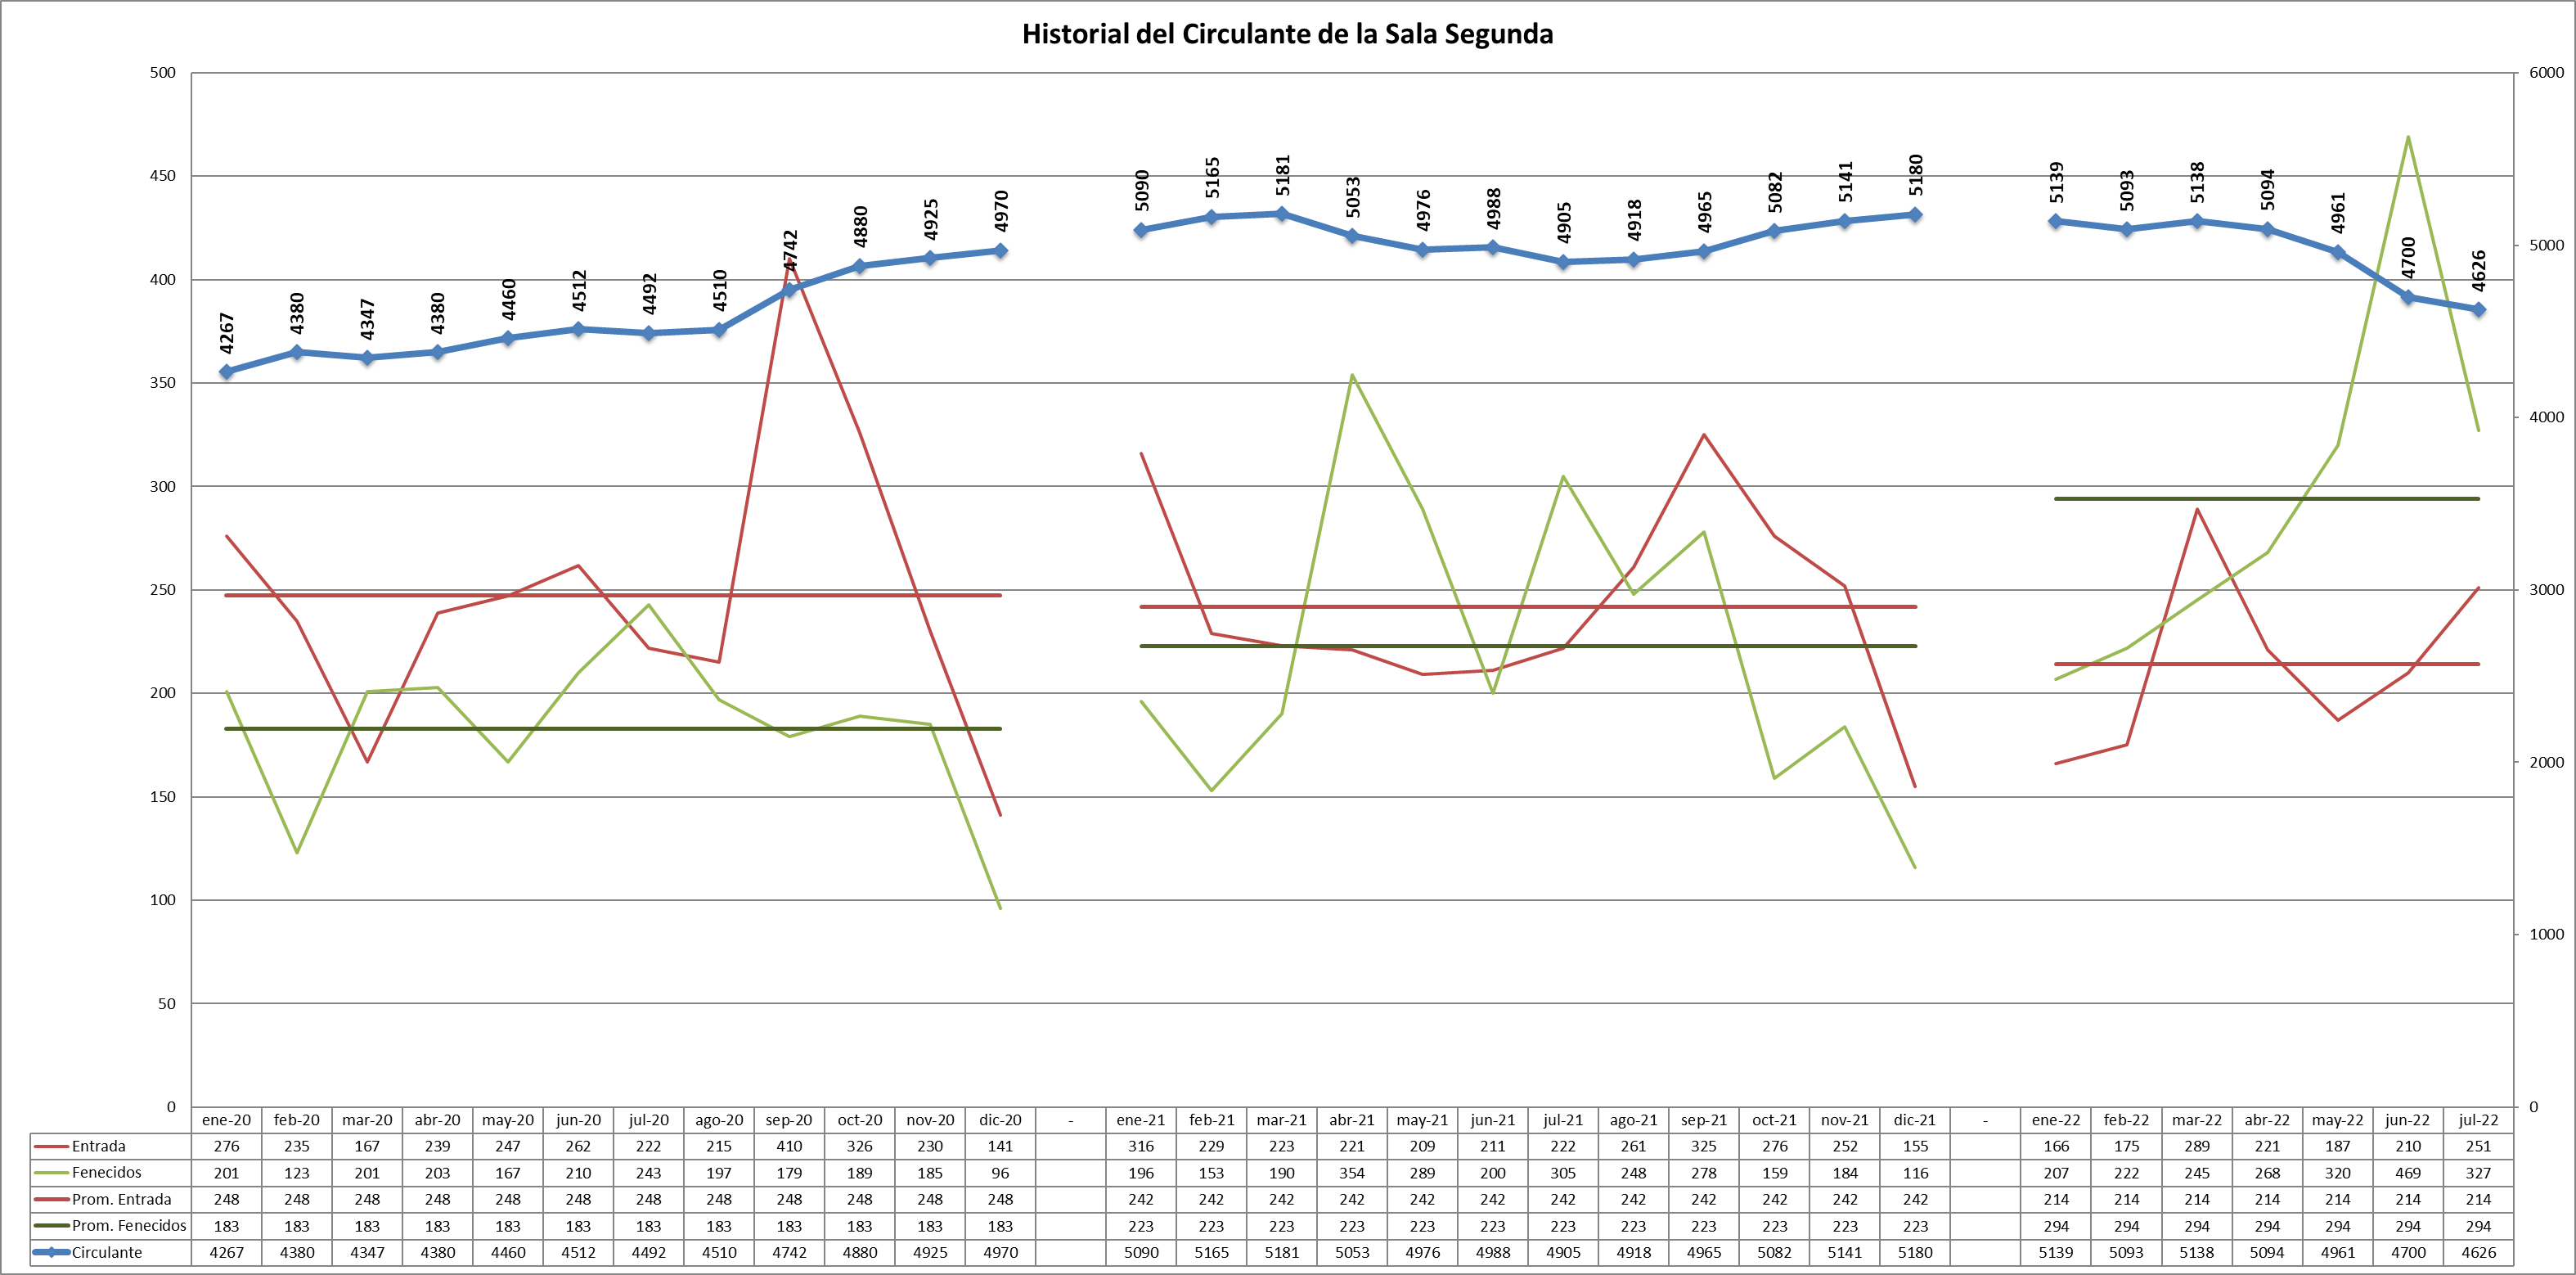 Historial del Circulante de la Sala Segunda
500 6000
450
400 5000
350 4000
300
250 3000
200
150 2000
100 1000
50
0 0
4267 4380 4347 4380 4460 4512 4492 4510 4742 4880 4925 4970 5090 5165 5181 5053 4976 4988 4905 4918 4965 5082 5141 5180 5139 5093 5138 5094 4961 4700 4626
ene-20 feb-20 mar-20 abr-20 may-20 jun-20 jul-20 ago-20 sep-20 oct-20 nov-20 dic-20 - ene-21 feb-21 mar-21 abr-21 may-21 jun-21 jul-21 ago-21 sep-21 oct-21 nov-21 dic-21 - ene-22 feb-22 mar-22 abr-22 may-22 jun-22 jul-22
Entrada 276 235 167 239 247 262 222 215 410 326 230 141 316 229 223 221 209 211 222 261 325 276 252 155 166 175 289 221 187 210 251
Fenecidos 201 123 201 203 167 210 243 197 179 189 185 96 196 153 190 354 289 200 305 248 278 159 184 116 207 222 245 268 320 469 327
Prom. Entrada 248 248 248 248 248 248 248 248 248 248 248 248 242 242 242 242 242 242 242 242 242 242 242 242 214 214 214 214 214 214 214
Prom. Fenecidos 183 183 183 183 183 183 183 183 183 183 183 183 223 223 223 223 223 223 223 223 223 223 223 223 294 294 294 294 294 294 294
Circulante 4267 4380 4347 4380 4460 4512 4492 4510 4742 4880 4925 4970 5090 5165 5181 5053 4976 4988 4905 4918 4965 5082 5141 5180 5139 5093 5138 5094 4961 4700 4626